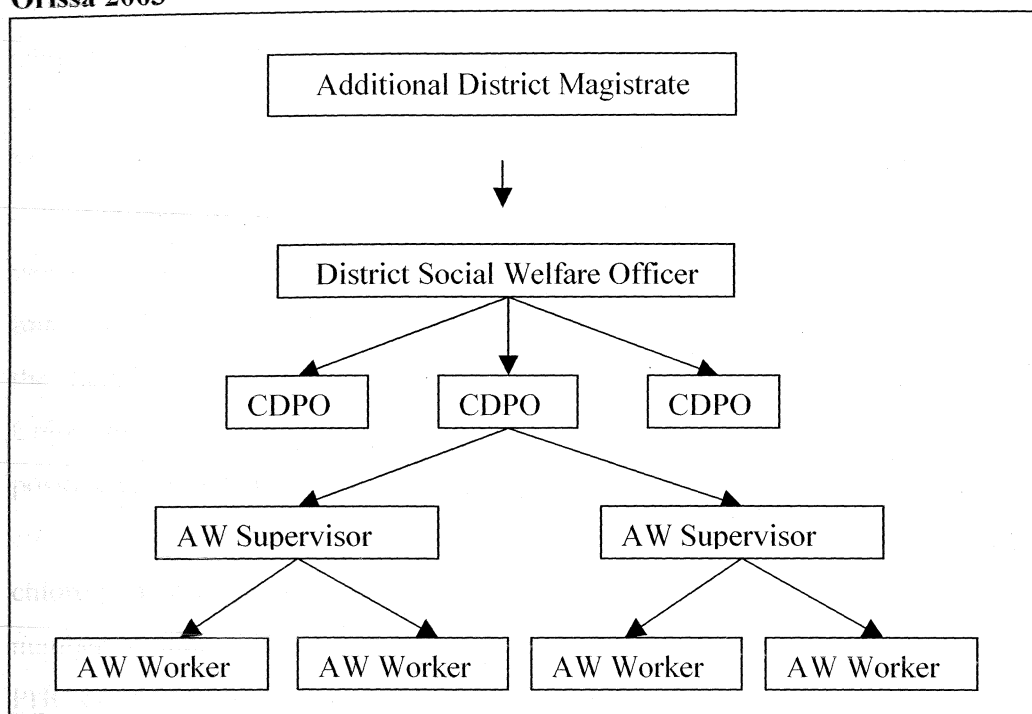 Orissa 2003
Additional District Magistrate
District Social Welfare Officer
CDPO CDPO CDPO
AW Supervisor AW Supervisor
AW Worker AW Worker AW Worker AW Worker